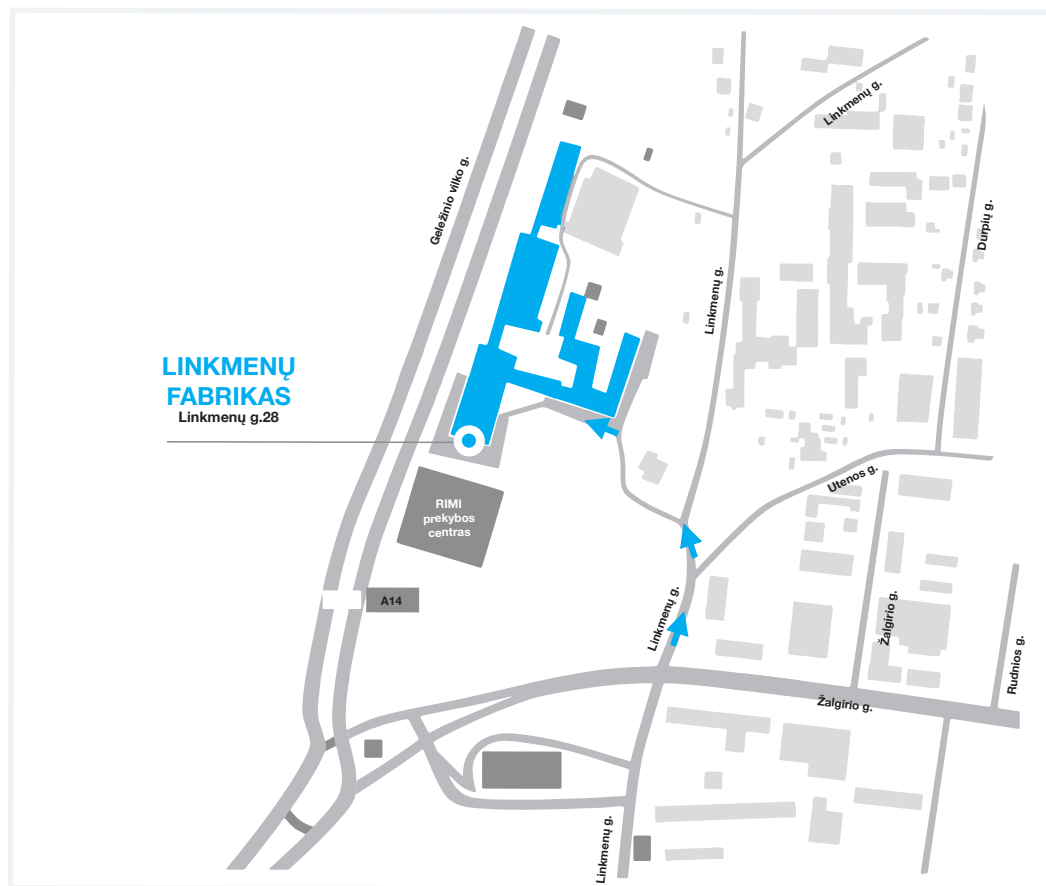 Linkmenų g.
Geležinio vilko g.
Durpių g.
Linkmenų g.
LINKMENŲ
FABRIKAS
Linkmenų g.28
Utenos g.
RIMI
prekybos
centras
A14
Linkmenų g.
Žalgirio g.
Rudnios g.
Žalgirio g.
Linkmenų g.